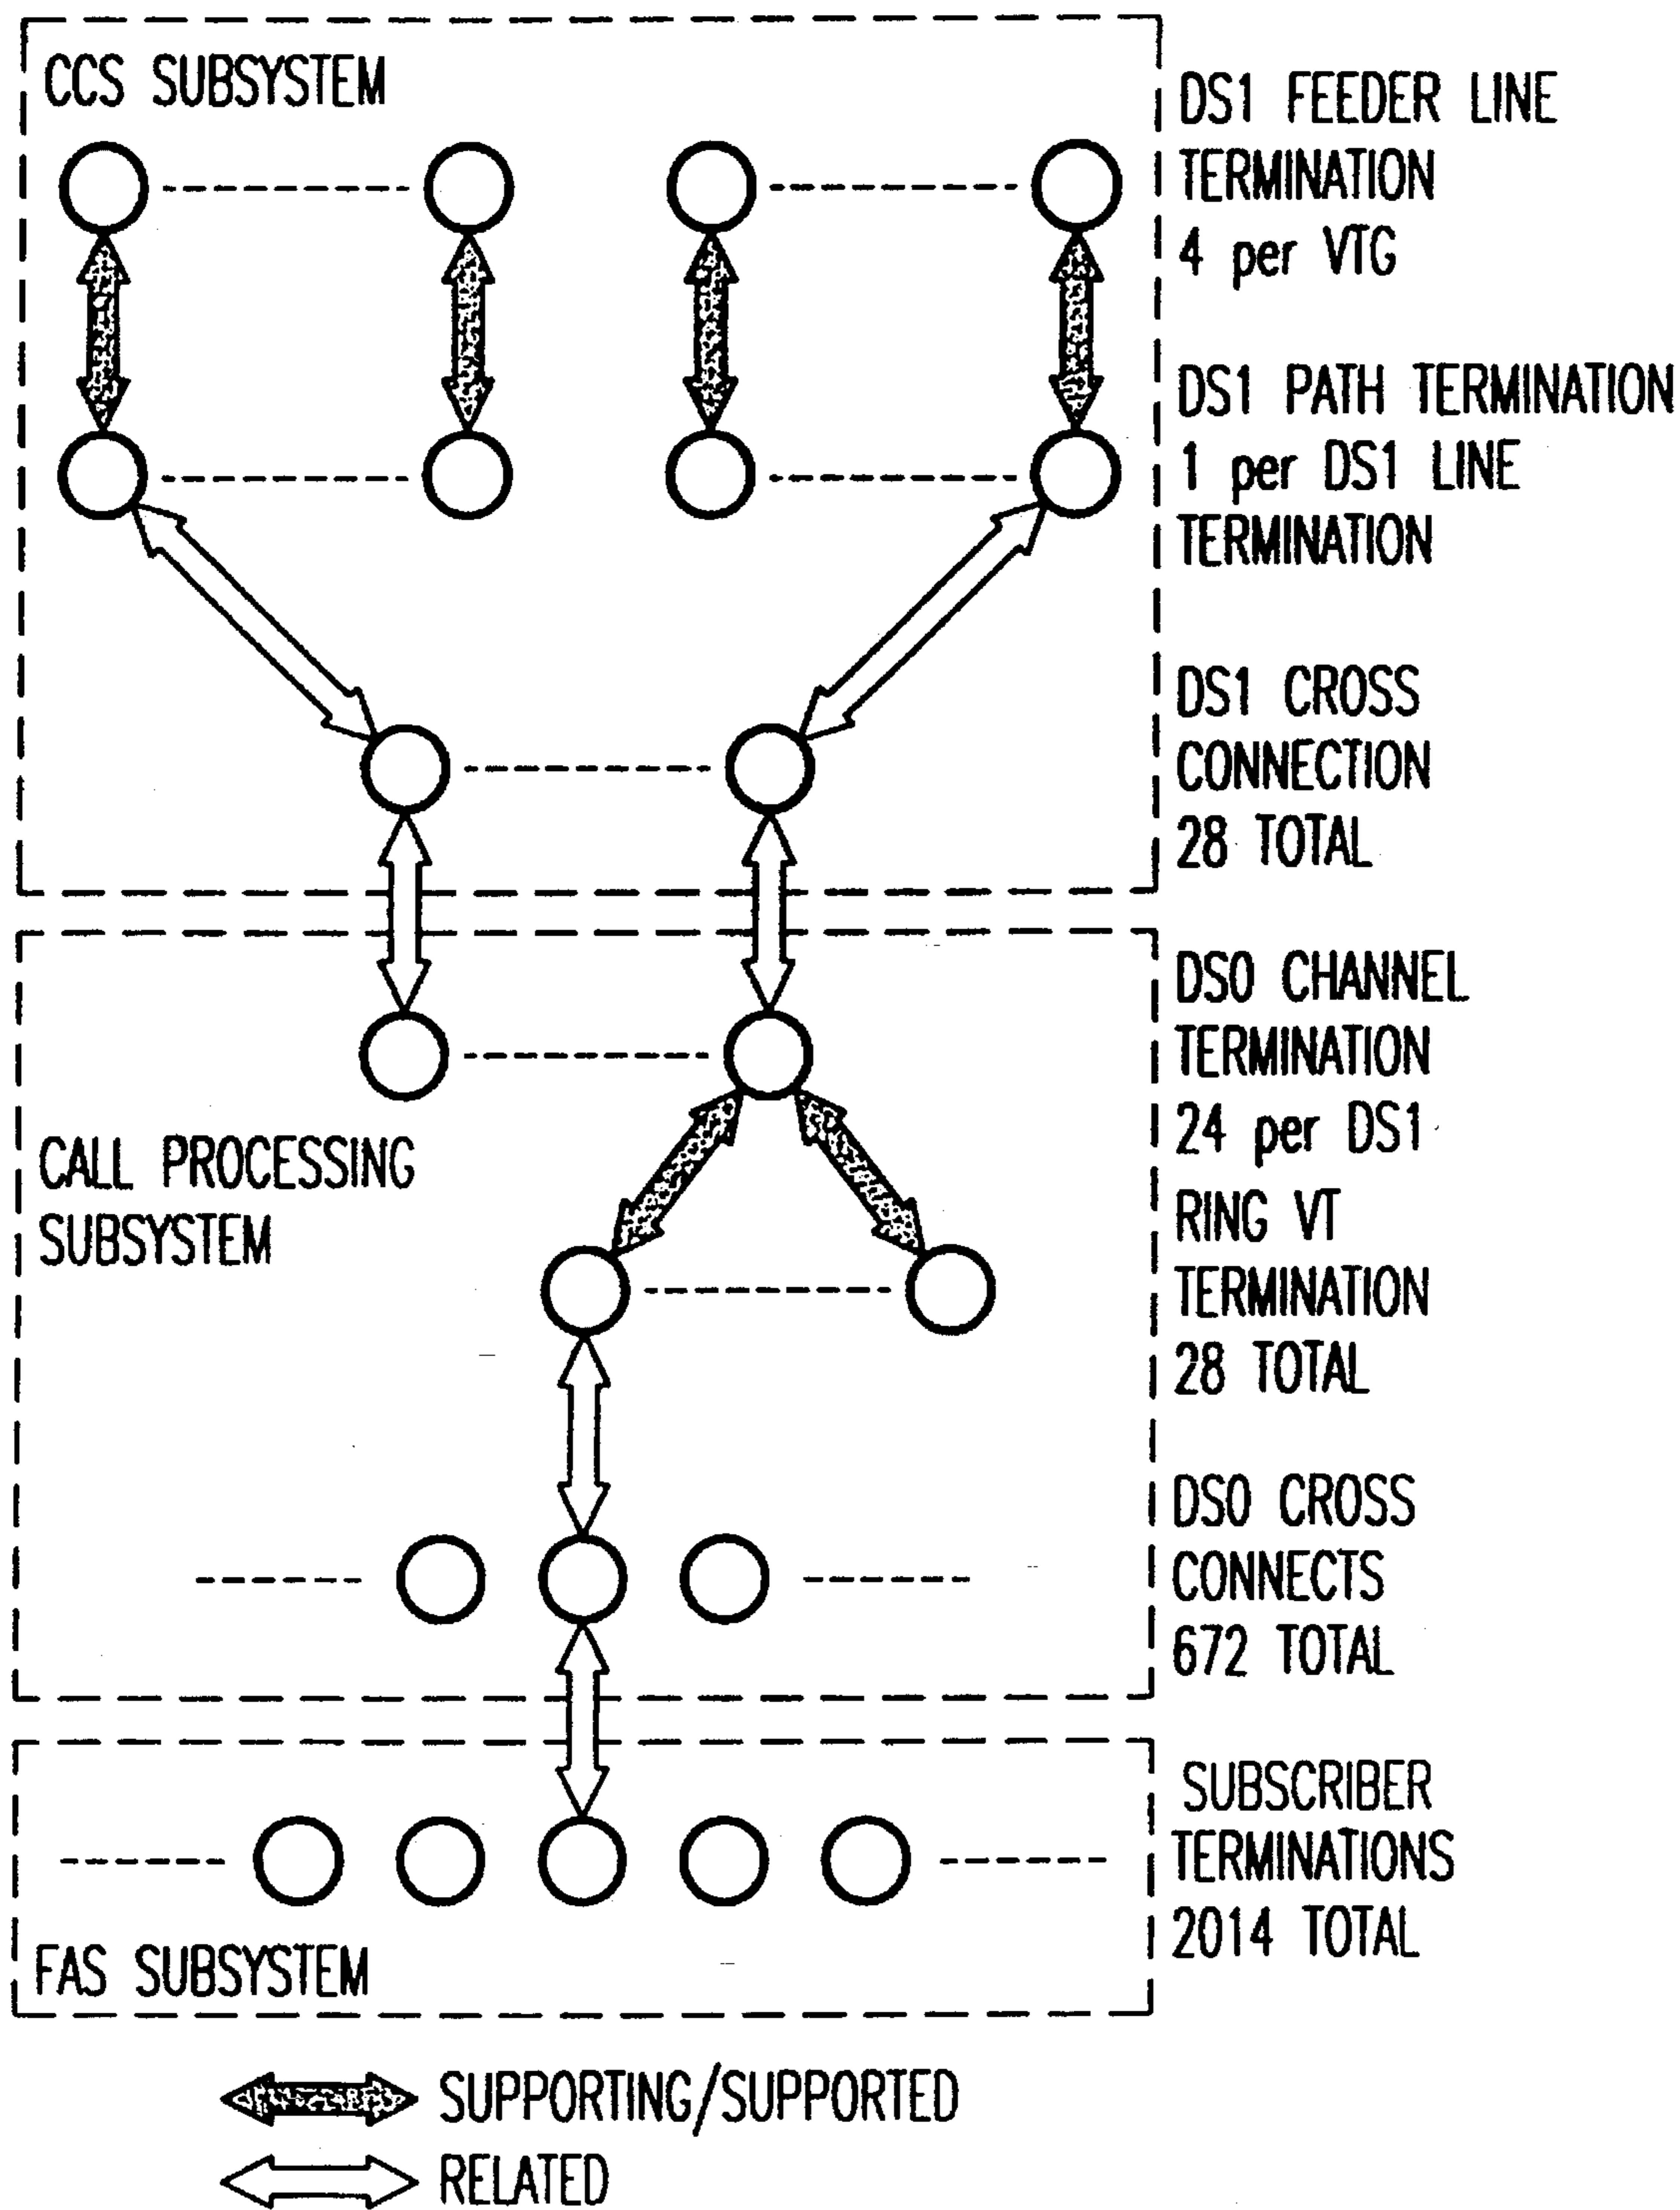 CCS SUBSYSTEM
DS1 FEEDER LINE
TERMINATION
4 per VTG
DS1 PATH TERMINATION
1 per DS1 LINE
TERMINATION
DS1 CROSS
CONNECTION
28 TOTAL
CALL PROCESSING
SUBSYSTEM
DS0 CHANNEL
TERMINATION
24 per DS1
RING VT
TERMINATION
28 TOTAL
DS0 CROSS
CONNECTS
672 TOTAL
FAS SUBSYSTEM
SUBSCRIBER
TERMINATIONS
2014 TOTAL
SUPPORTING/SUPPORTED
RELATED